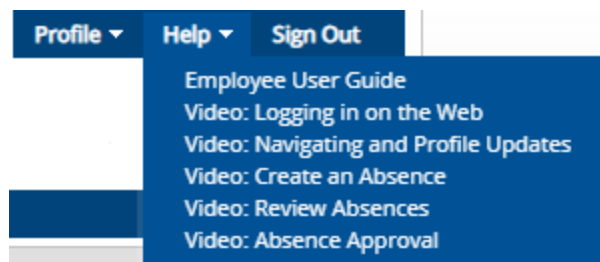 Profile Help Sign Out
Employee User Guide
Video: Logging in on the Web
Video: Navigating and Profile Updates
Video: Create an Absence
Video: Review Absences
Video: Absence Approval